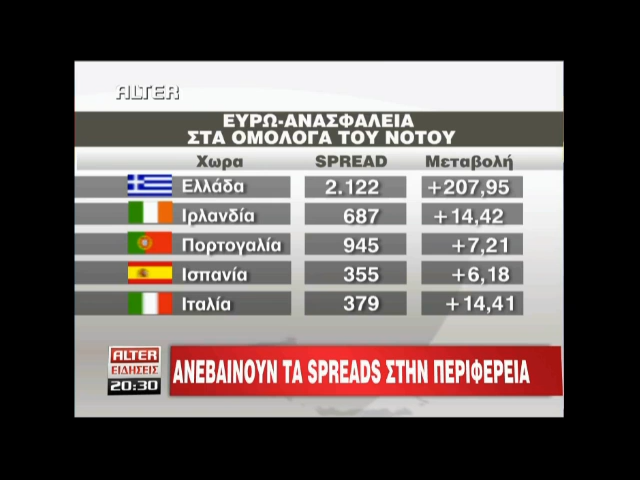 ALTER
ΕΥΡΩ-ΑΝΑΣΦΑΛΕΙΑ
ΣΤΑ ΟΜΟΛΟΓΑ ΤΟΥ ΝΟΤΟΥ
Χωρα SPREAD Μεταβολή
Ελλάδα 2.122 +207,95
Ιρλανδία 687 +14,42
Πορτογαλία 945 +7,21
Ισπανία 355 +6,18
Ιταλία 379 +14,41
ALTER
ΕΙΔΗΣΕΙΣ
20:30
ΑΝΕΒΑΙΝΟΥΝ ΤΑ SPREADS ΣΤΗΝ ΠΕΡΙΦΕΡΕΙΑ